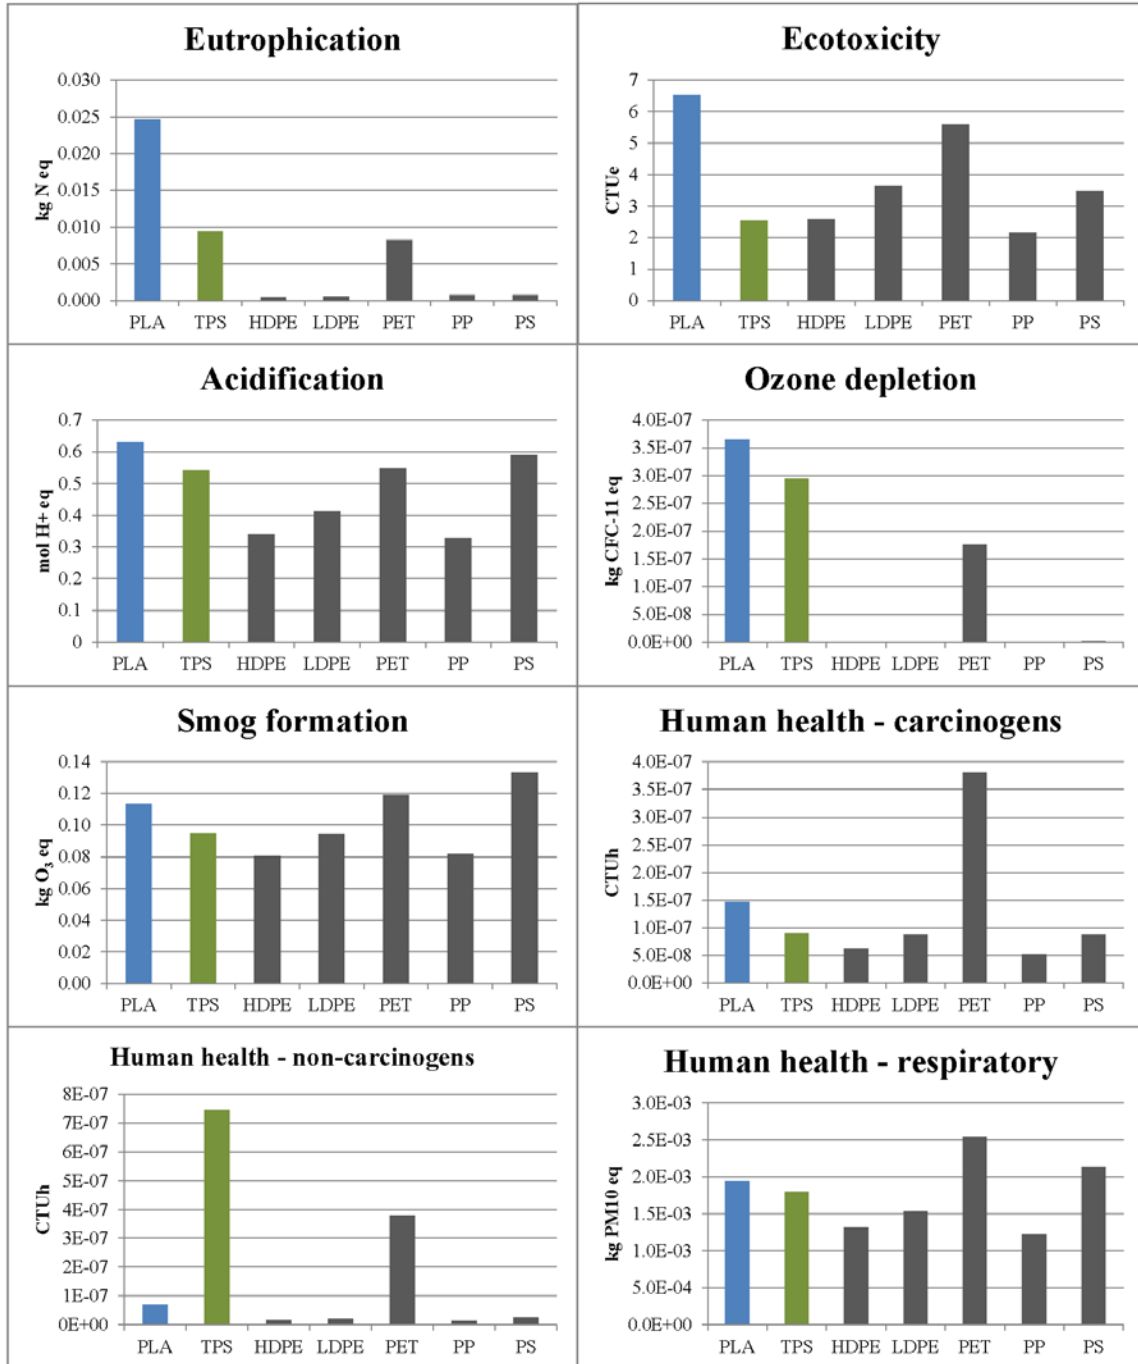 Eutrophication
kg N eq
0.030
0.025
0.020
0.015
0.010
0.005
0.000
PLA TPS HDPE LDPE PET PP PS
Ecotoxicity
CTUe
7
6
5
4
3
2
1
0
PLA TPS HDPE LDPE PET PP PS
Acidification
mol H+ eq
0.7
0.6
0.5
0.4
0.3
0.2
0.1
0
PLA TPS HDPE LDPE PET PP PS
Ozone depletion
kg CFC-11 eq
4.0E-07
3.5E-07
3.0E-07
2.5E-07
2.0E-07
1.5E-07
1.0E-07
5.0E-08
0.0E+00
PLA TPS HDPE LDPE PET PP PS
Smog formation
kg O₃ eq
0.14
0.12
0.10
0.08
0.06
0.04
0.02
0.00
PLA TPS HDPE LDPE PET PP PS
Human health - carcinogens
CTUh
4.0E-07
3.5E-07
3.0E-07
2.5E-07
2.0E-07
1.5E-07
1.0E-07
5.0E-08
0.0E+00
PLA TPS HDPE LDPE PET PP PS
Human health - non-carcinogens
CTUh
8E-07
7E-07
6E-07
5E-07
4E-07
3E-07
2E-07
1E-07
0E+00
PLA TPS HDPE LDPE PET PP PS
Human health - respiratory
kg PM10 eq
3.0E-03
2.5E-03
2.0E-03
1.5E-03
1.0E-03
5.0E-04
0.0E+00
PLA TPS HDPE LDPE PET PP PS